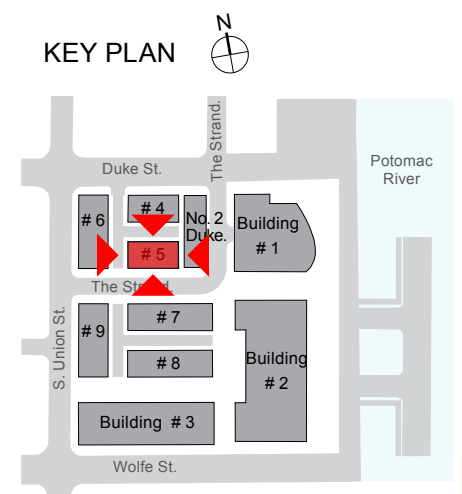 N
KEY PLAN
The Strand.
Duke St.
Potomac
River
# 6
# 4
No. 2
Duke.
Building
# 1
# 5
The Strand.
S. Union St.
# 9
# 7
# 8
Building
# 2
Building # 3
Wolfe St.